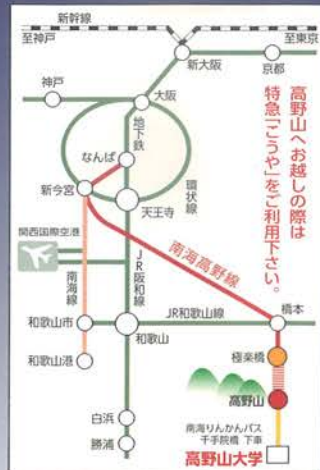 新幹線
至神戸
至東京
新大阪
京都
神戸
大阪
地下鉄
なんば
新今宮
環状線
天王寺
高野山へお越しの際は
特急「こうや」をご利用下さい。
関西国際空港
南海線
JR阪和線
南海高野線
和歌山市
JR和歌山線
橋本
和歌山
和歌山港
極楽橋
高野山
白浜
勝浦
南海りんかんバス
千手院橋 下車
高野山大学